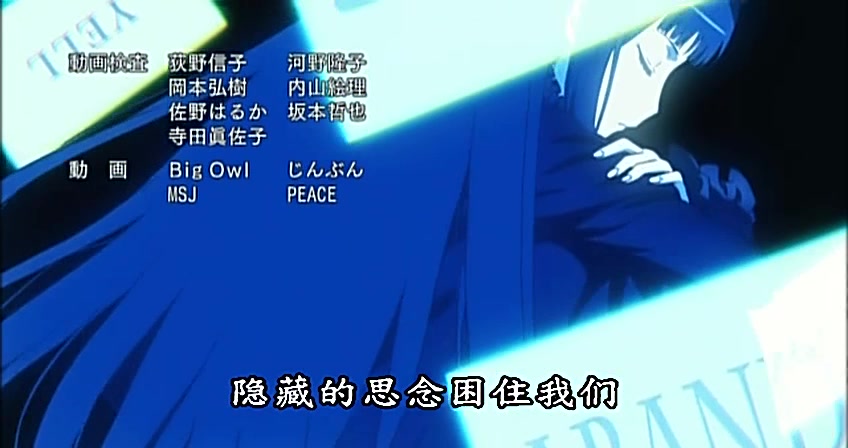 YELL
動画検査 荻野信子 河野隆子
岡本弘樹 内山絵理
佐野はるか 坂本哲也
寺田眞佐子
動 画 Big Owl じんぶん
MSJ PEACE
隐藏的思念困住我们